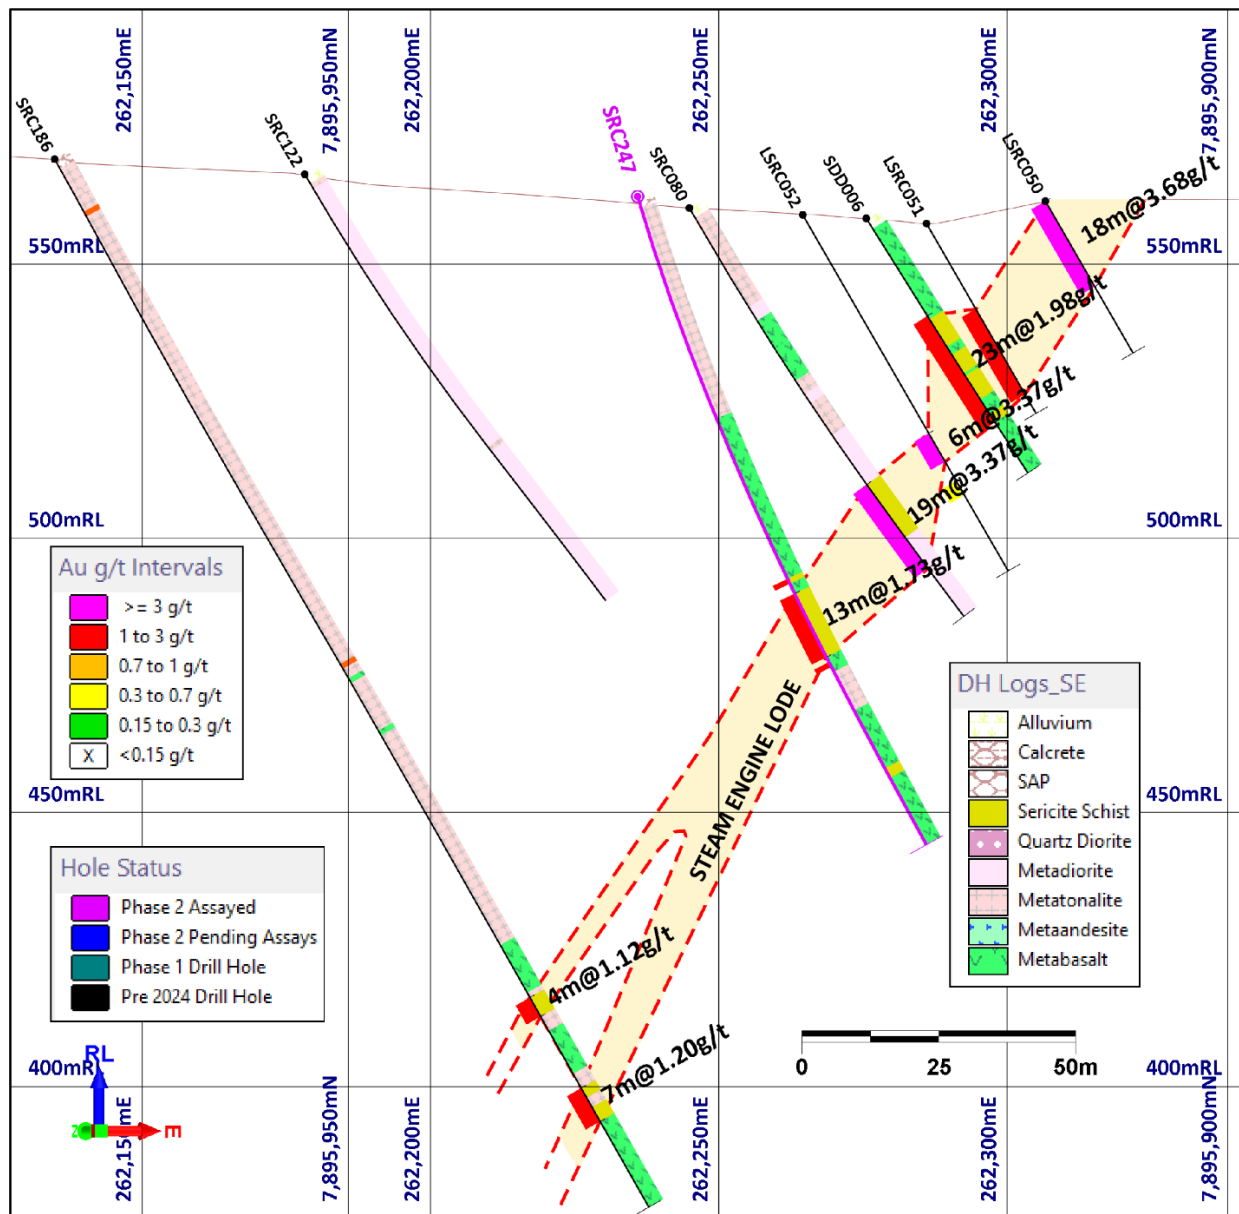 262,150mE
7,895,950mN
262,200mE
262,250mE
262,300mE
7,895,900mN
SRC186
SRC122
SRC247
SRC080
LSRC052
SDD006
LSRC051
LSRC050
18m@3.68g/t
550mRL
550mRL
23m@1.98g/t
6m@3.37g/t
19m@3.37g/t
500mRL
500mRL
13m@1.73g/t
Au g/t Intervals
>= 3 g/t
1 to 3 g/t
0.7 to 1 g/t
0.3 to 0.7 g/t
0.15 to 0.3 g/t
X <0.15 g/t
STEAM ENGINE LODE
DH Logs_SE
Alluvium
Calcrete
SAP
Sericite Schist
Quartz Diorite
Metadiorite
Metatonalite
Metaandesite
Metabasalt
450mRL
450mRL
Hole Status
Phase 2 Assayed
Phase 2 Pending Assays
Phase 1 Drill Hole
Pre 2024 Drill Hole
4m@1.12g/t
7m@1.20g/t
0 25 50m
400mRL
400mRL
RL
E
262,150mE
7,895,950mN
262,200mE
262,250mE
262,300mE
7,895,900mN